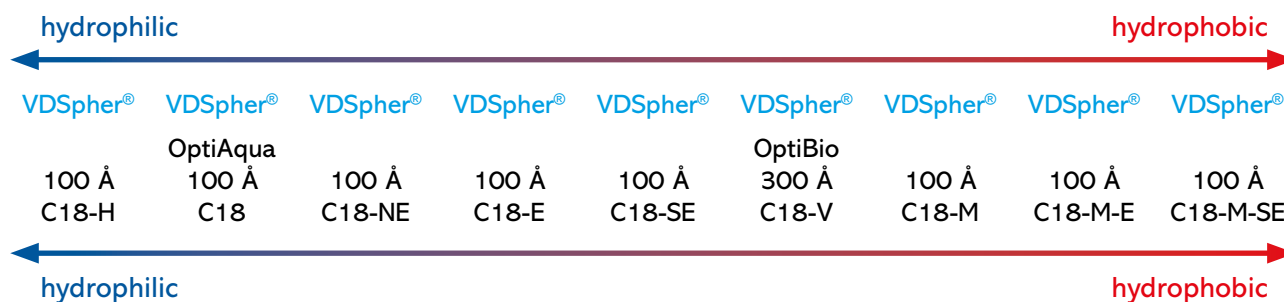 hydrophilic hydrophobic
VDSpher® VDSpher® VDSpher® VDSpher® VDSpher® VDSpher® VDSpher® VDSpher® VDSpher®
OptiAqua OptiBio
100 Å 100 Å 100 Å 100 Å 100 Å 300 Å 100 Å 100 Å 100 Å
C18-H C18 C18-NE C18-E C18-SE C18-V C18-M C18-M-E C18-M-SE
hydrophilic hydrophobic